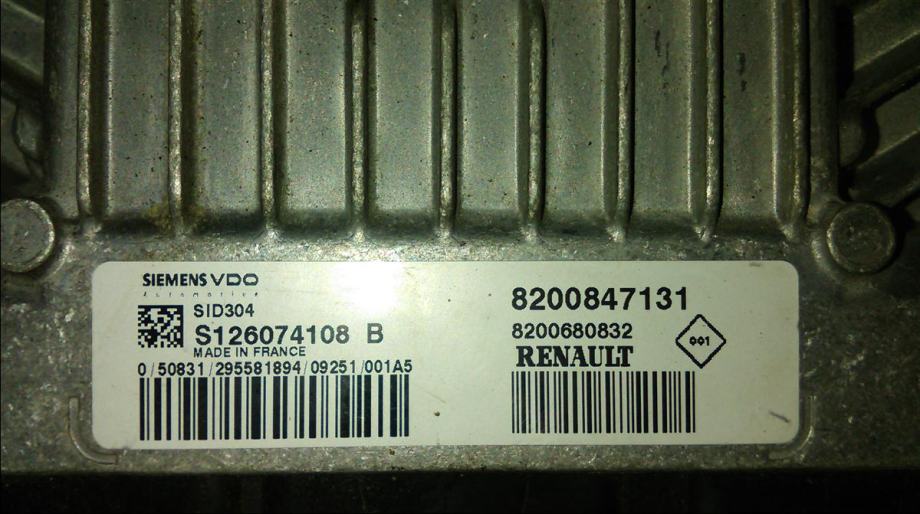 SIEMENS VDO
Automotive
SID304
S126074108 B
MADE IN FRANCE
0/50831/295581894/09251/001A5
8200847131
8200680832
RENAULT
001